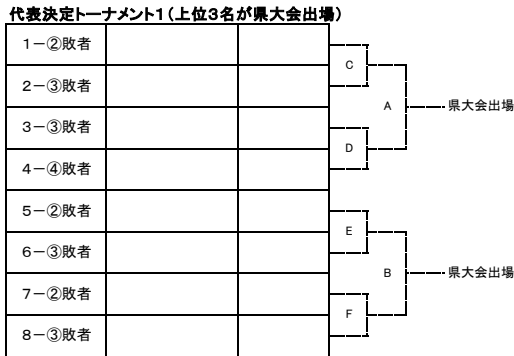 代表決定トーナメント1(上位3名が県大会出場)
1－②敗者
2－③敗者
3－③敗者
4－④敗者
5－②敗者
6－③敗者
7－②敗者
8－③敗者
C
A
県大会出場
D
E
B
県大会出場
F